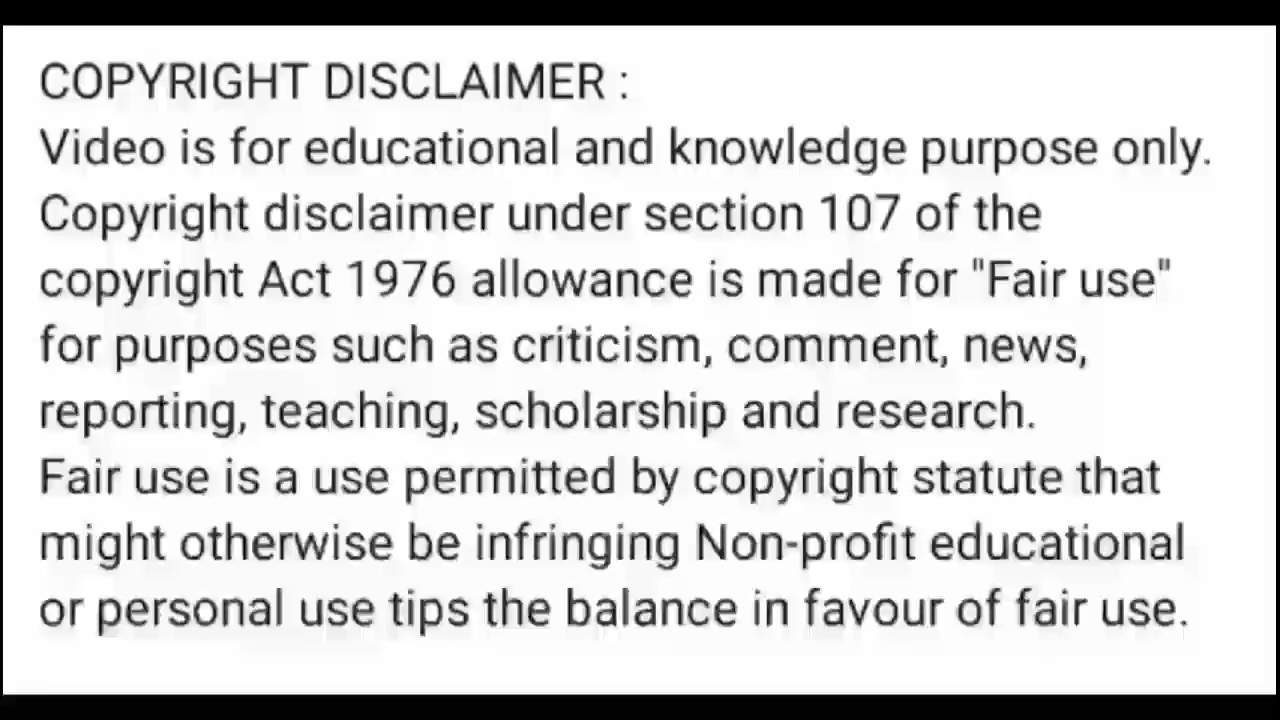 COPYRIGHT DISCLAIMER :
Video is for educational and knowledge purpose only.
Copyright disclaimer under section 107 of the
copyright Act 1976 allowance is made for "Fair use"
for purposes such as criticism, comment, news,
reporting, teaching, scholarship and research.
Fair use is a use permitted by copyright statute that
might otherwise be infringing Non-profit educational
or personal use tips the balance in favour of fair use.